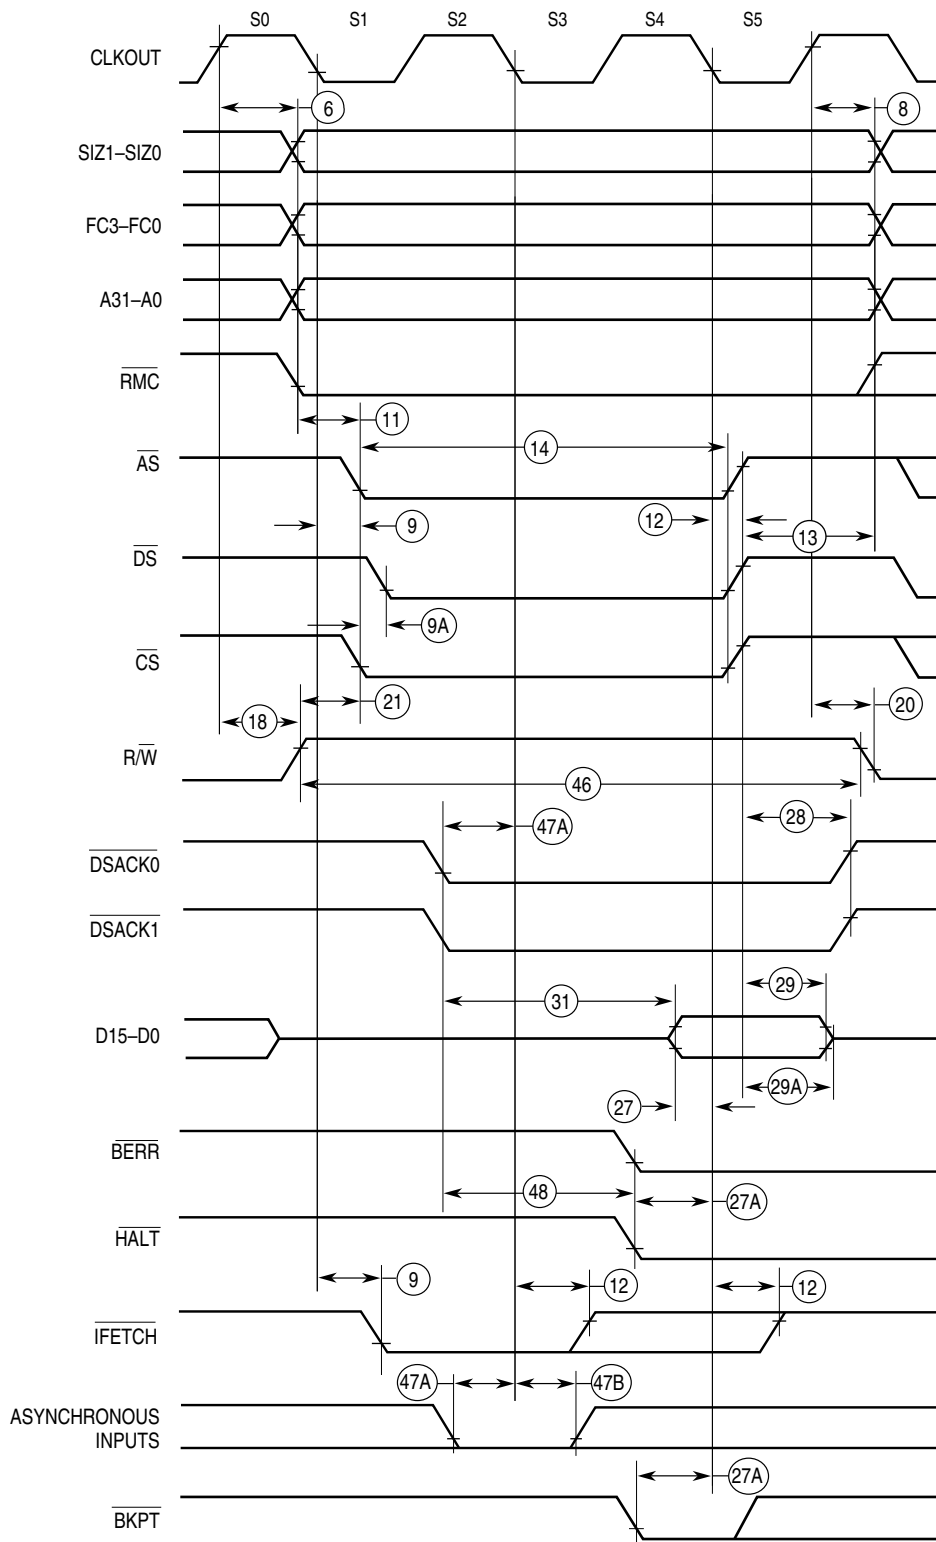 S0 S1 S2 S3 S4 S5
CLKOUT
6 8
SIZ1–SIZ0
FC3–FC0
A31–A0
RMC
11
14
AS
9 12
13
DS
9A
CS
21 20
18
R/W
46
47A 28
DSACK0
DSACK1
31 29
D15–D0
29A
27
BERR
48 27A
HALT
9 12 12
IFETCH
47A 47B
ASYNCHRONOUS
INPUTS
27A
BKPT